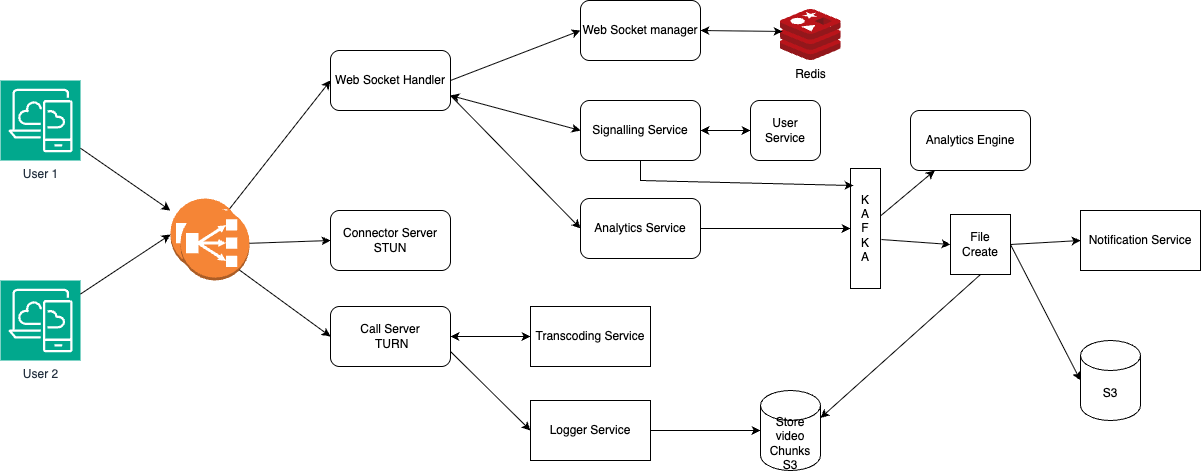 Web Socket manager
Redis
Web Socket Handler
Signalling Service
User
Service
Analytics Engine
User 1
K
A
F
K
A
Connector Server
STUN
Analytics Service
File
Create
Notification Service
Call Server
TURN
Transcoding Service
User 2
S3
Logger Service
Store
video
Chunks
S3